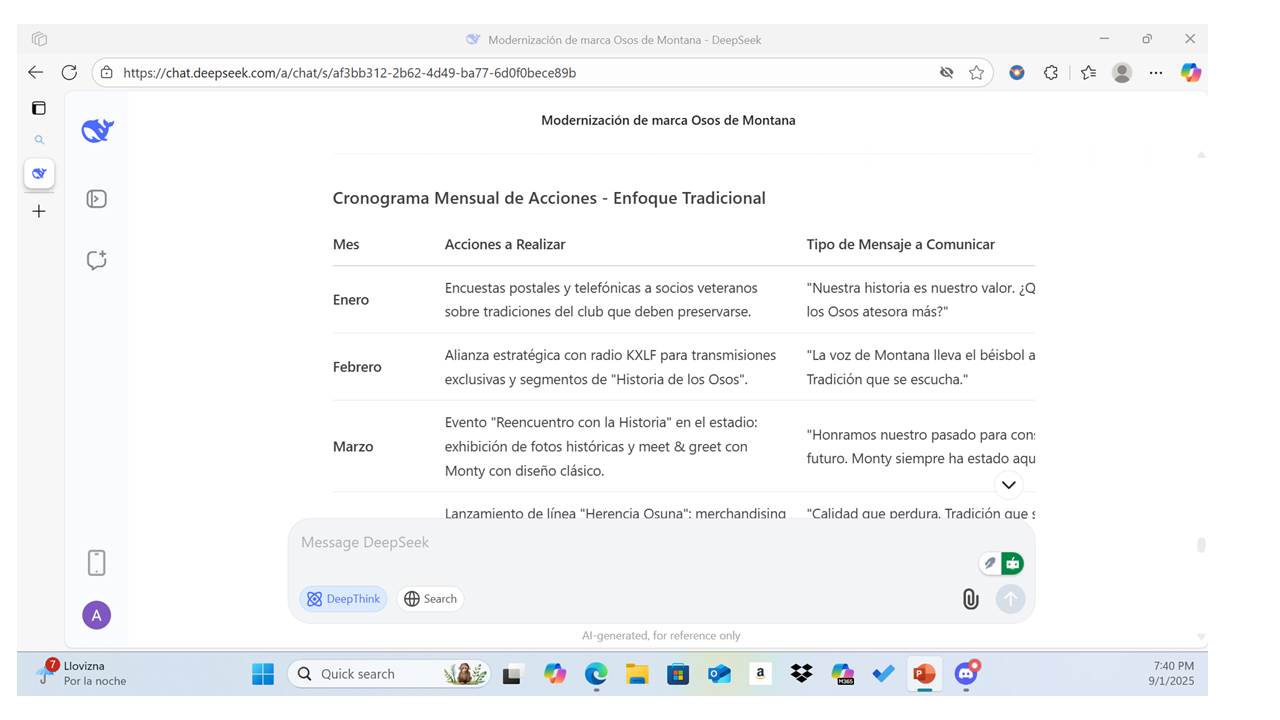 Modernización de marca Osos de Montana - DeepSeek
https://chat.deepseek.com/a/chat/s/af3bb312-2b62-4d49-ba77-6d0f0bece89b
Modernización de marca Osos de Montana
Cronograma Mensual de Acciones - Enfoque Tradicional
Mes Acciones a Realizar Tipo de Mensaje a Comunicar
Enero
Encuestas postales y telefónicas a socios veteranos
sobre tradiciones del club que deben preservarse.
"Nuestra historia es nuestro valor. ¿Q
los Osos atesora más?"
Febrero
Alianza estratégica con radio KXLF para transmisiones
exclusivas y segmentos de "Historia de los Osos".
"La voz de Montana lleva el béisbol a
Tradición que se escucha."
Marzo
Evento "Reencuentro con la Historia" en el estadio:
exhibición de fotos históricas y meet & greet con
Monty con diseño clásico.
"Honramos nuestro pasado para cons
futuro. Monty siempre ha estado aqu
Lanzamiento de línea "Herencia Osuna": merchandising
"Calidad que perdura. Tradición que s
Message DeepSeek
DeepThink
Search
A
AI-generated, for reference only
7
Llovizna
Por la noche
Quick search
a
M365
P
7:40 PM
9/1/2025